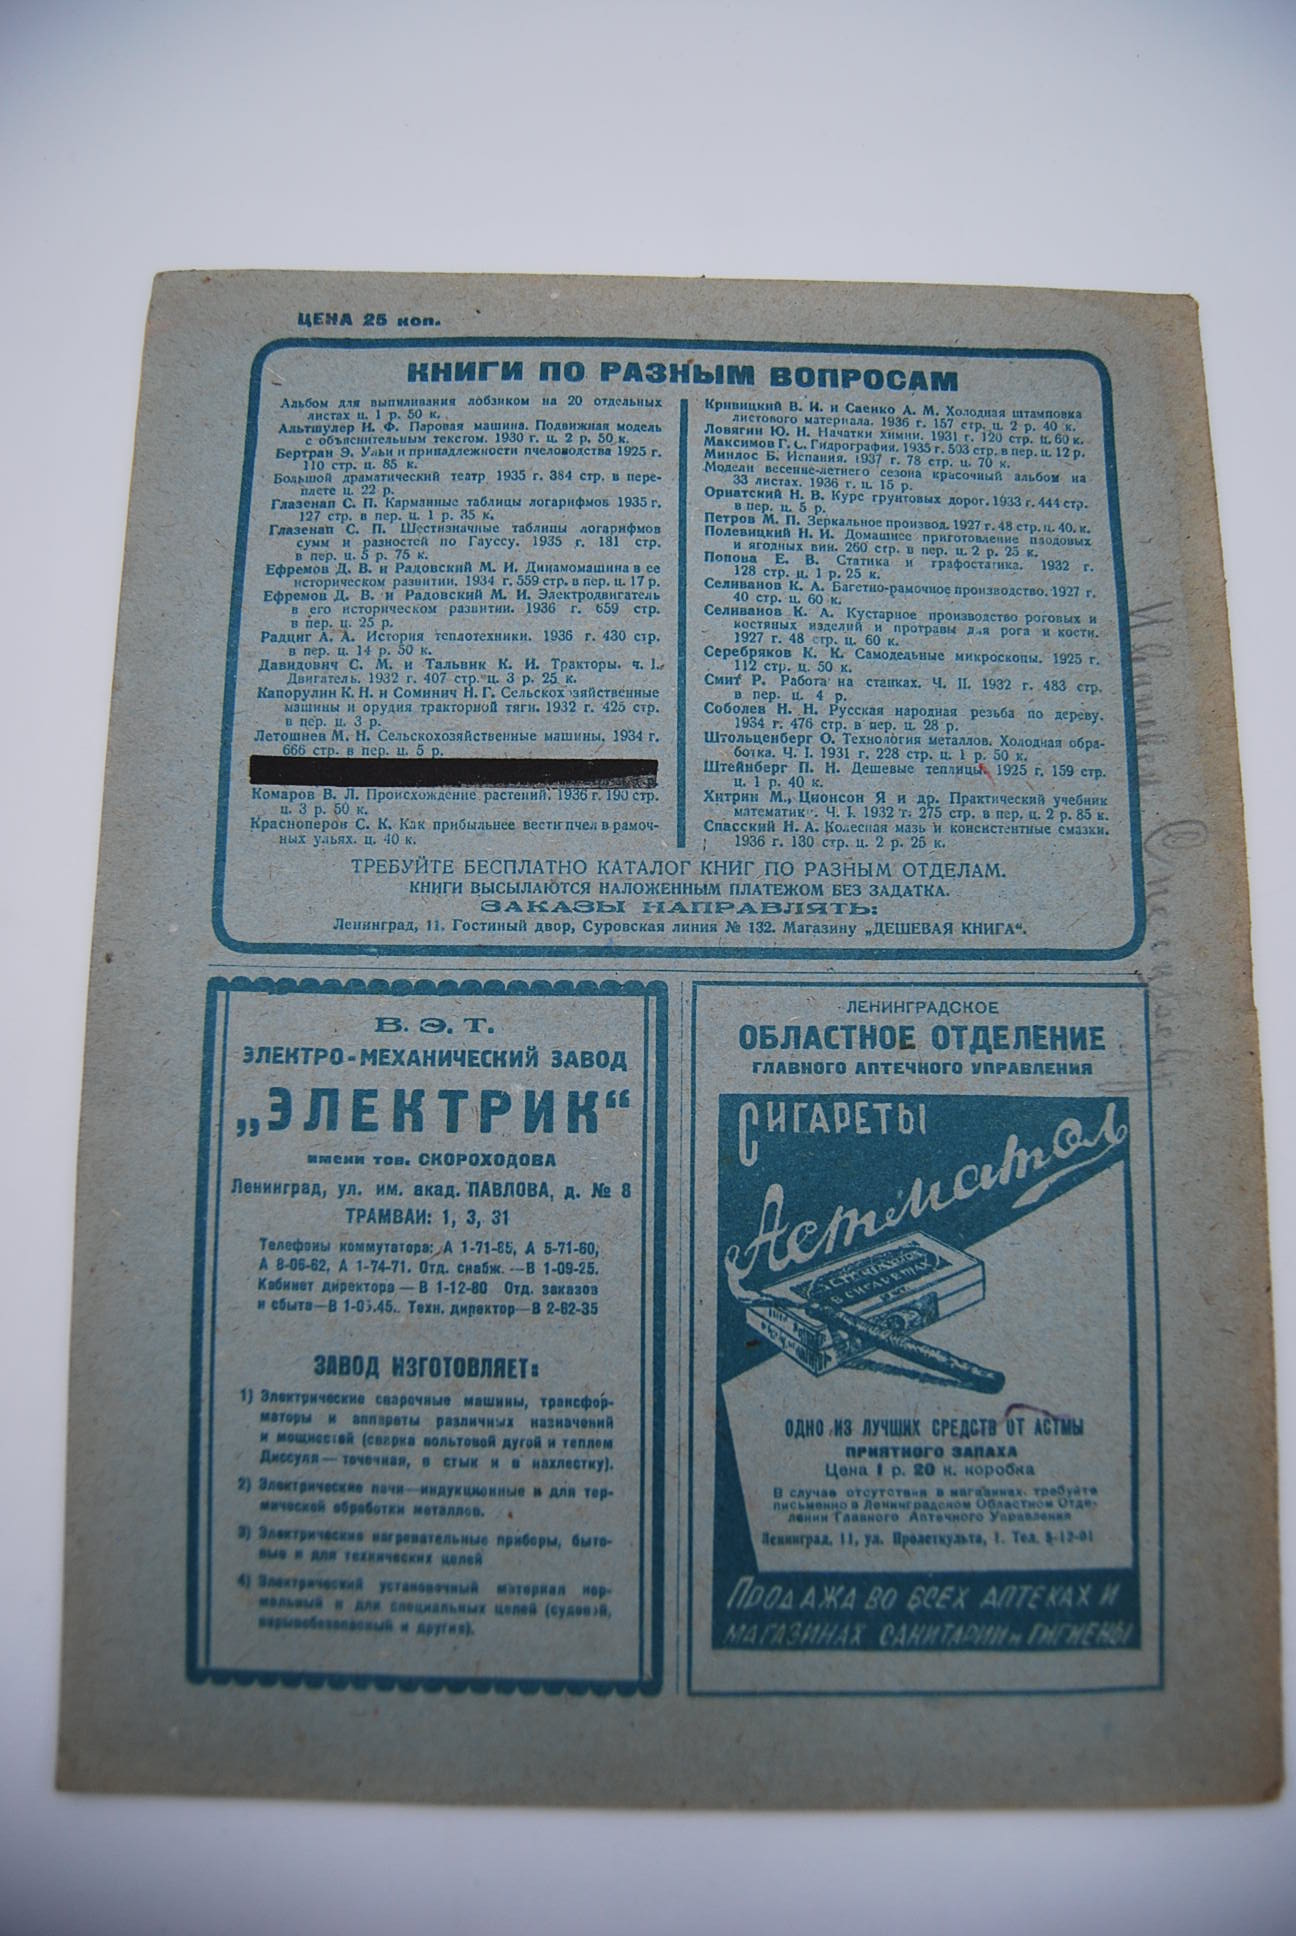 ЦЕНА 25 коп.
КНИГИ ПО РАЗНЫМ ВОПРОСАМ
Альбом для выпиливания лобзиком на 20 отдельных
листах ц. 1 р. 50 к.
Альтшулер И. Ф. Паровая машина. Подвижная модель
с объяснительным текстом. 1930 г. ц. 2 р. 50 к.
Бертран Э. Ульи и принадлежности пчеловодства 1925 г.
110 стр. ц. 85 к.
Большой драматический театр 1935 г. 384 стр. в пере-
плете ц. 22 р.
Глазенап С. П. Карманные таблицы логарифмов 1935 г.
127 стр. в пер. ц. 1 р. 35 к.
Глазенап С. П. Шестизначные таблицы логарифмов
сумм и разностей по Гауссу. 1935 г. 181 стр.
в пер. ц. 5 р. 75 к.
Ефремов Д. В. и Радовский М. И. Динамомашина в ее
историческом развитии. 1934 г. 559 стр. в пер. ц. 17 р.
Ефремов Д. В. и Радовский М. И. Электродвигатель
в его историческом развитии. 1936 г. 659 стр.
в пер. ц. 25 р.
Радциг А. А. История теплотехники. 1936 г. 430 стр.
в пер. ц. 14 р. 50 к.
Давидович С. М. и Тальвик К. И. Тракторы. ч. I.
Двигатель. 1932 г. 407 стр. ц. 3 р. 25 к.
Капорулин К. Н. и Соминич Н. Г. Сельскохозяйственные
машины и орудия тракторной тяги. 1932 г. 425 стр.
в пер. ц. 3 р.
Летошнев М. Н. Сельскохозяйственные машины. 1934 г.
666 стр. в пер. ц. 5 р.
Комаров В. Л. Происхождение растений. 1936 г. 190 стр.
ц. 3 р. 50 к.
Красноперов С. К. Как прибыльнее вести пчел в рамоч-
ных ульях. ц. 40 к.
Кривицкий В. И. и Саенко А. М. Холодная штамповка
листового материала. 1936 г. 157 стр. ц. 2 р. 40 к.
Ловягин Ю. Н. Начатки химии. 1931 г. 120 стр. ц. 60 к.
Максимов Г. С. Гидрография. 1935 г. 503 стр. в пер. ц. 12 р.
Минлос Б. Испания. 1937 г. 78 стр. ц. 70 к.
Модели весенне-летнего сезона красочный альбом на
33 листах. 1936 г. ц. 15 р.
Орнатский Н. В. Курс грунтовых дорог. 1933 г. 444 стр.
в пер. ц. 5 р.
Петров М. П. Зеркальное производ. 1927 г. 48 стр. ц. 40. к.
Полевицкий Н. И. Домашнее приготовление плодовых
и ягодных вин. 260 стр. в пер. ц. 2 р. 25 к.
Попова Е. В. Статика и графостатика. 1932 г.
128 стр. ц. 1 р. 25 к.
Селиванов К. А. Багетно-рамочное производство. 1927 г.
40 стр. ц. 60 к.
Селиванов К. А. Кустарное производство роговых и
костяных изделий и протравы для рога и кости.
1927 г. 48 стр. ц. 60 к.
Серебряков К. К. Самодельные микроскопы. 1925 г.
112 стр. ц. 50 к.
Смит Р. Работа на станках. Ч. II. 1932 г. 483 стр.
в пер. ц. 4 р.
Соболев Н. Н. Русская народная резьба по дереву.
1934 г. 476 стр. в пер. ц. 28 р.
Штольценберг О. Технология металлов. Холодная обра-
ботка. Ч. I. 1931 г. 228 стр. ц. 1 р. 50 к.
Штейнберг П. Н. Дешевые теплицы. 1925 г. 159 стр.
ц. 1 р. 40 к.
Хитрин М., Ционсон Я и др. Практический учебник
математик. Ч. I. 1932 г. 275 стр. в пер. ц. 2 р. 85 к.
Спасский Н. А. Колесная мазь и консистентные смазки.
1936 г. 130 стр. ц. 2 р. 25 к.
ТРЕБУЙТЕ БЕСПЛАТНО КАТАЛОГ КНИГ ПО РАЗНЫМ ОТДЕЛАМ.
КНИГИ ВЫСЫЛАЮТСЯ НАЛОЖЕННЫМ ПЛАТЕЖОМ БЕЗ ЗАДАТКА.
ЗАКАЗЫ НАПРАВЛЯТЬ:
Ленинград, 11. Гостиный двор, Суровская линия № 132. Магазину „ДЕШЕВАЯ КНИГА“.
В. Э. Т.
ЭЛЕКТРО-МЕХАНИЧЕСКИЙ ЗАВОД
„ЭЛЕКТРИК“
имени тов. СКОРОХОДОВА
Ленинград, ул. им. акад. ПАВЛОВА, д. № 8
ТРАМВАИ: 1, 3, 31
Телефоны коммутатора: А 1-71-85, А 5-71-60,
А 8-06-62, А 1-74-71. Отд. снабж. — В 1-09-25.
Кабинет директора — В 1-12-80 Отд. заказов
и сбыта — В Техн. директор — В 2-62-35
ЗАВОД ИЗГОТОВЛЯЕТ:
1) Электрические сварочные машины, трансфор-
маторы и аппараты различных назначений
и мощностей (сварка вольтовой дугой и теплом
Джоуля — точечная, в стык и в нахлестку).
2) Электрические печи — индукционные и для тер-
мической обработки металлов.
3) Электрические нагревательные приборы, быто-
вые и для технических целей
4) Электрический установочный материал нор-
мальный и для специальных целей (судовой,
взрывобезопасный и другие).
ЛЕНИНГРАДСКОЕ
ОБЛАСТНОЕ ОТДЕЛЕНИЕ
ГЛАВНОГО АПТЕЧНОГО УПРАВЛЕНИЯ
СИГАРЕТЫ
Астматол
АСТМАТОЛ
В СИГАРЕТАХ
ОДНО ИЗ ЛУЧШИХ СРЕДСТВ ОТ АСТМЫ
ПРИЯТНОГО ЗАПАХА
Цена 1 р. 20 к. коробка
В случае отсутствия в магазинах, требуйте
письменно в Ленинградском Областном Отде-
лении Главного Аптечного Управления
Ленинград, 11, ул. Пролеткульта, 1. Тел. 5-12-01
ПРОДАЖА ВО ВСЕХ АПТЕКАХ И
МАГАЗИНАХ САНИТАРИИ и ГИГИЕНЫ